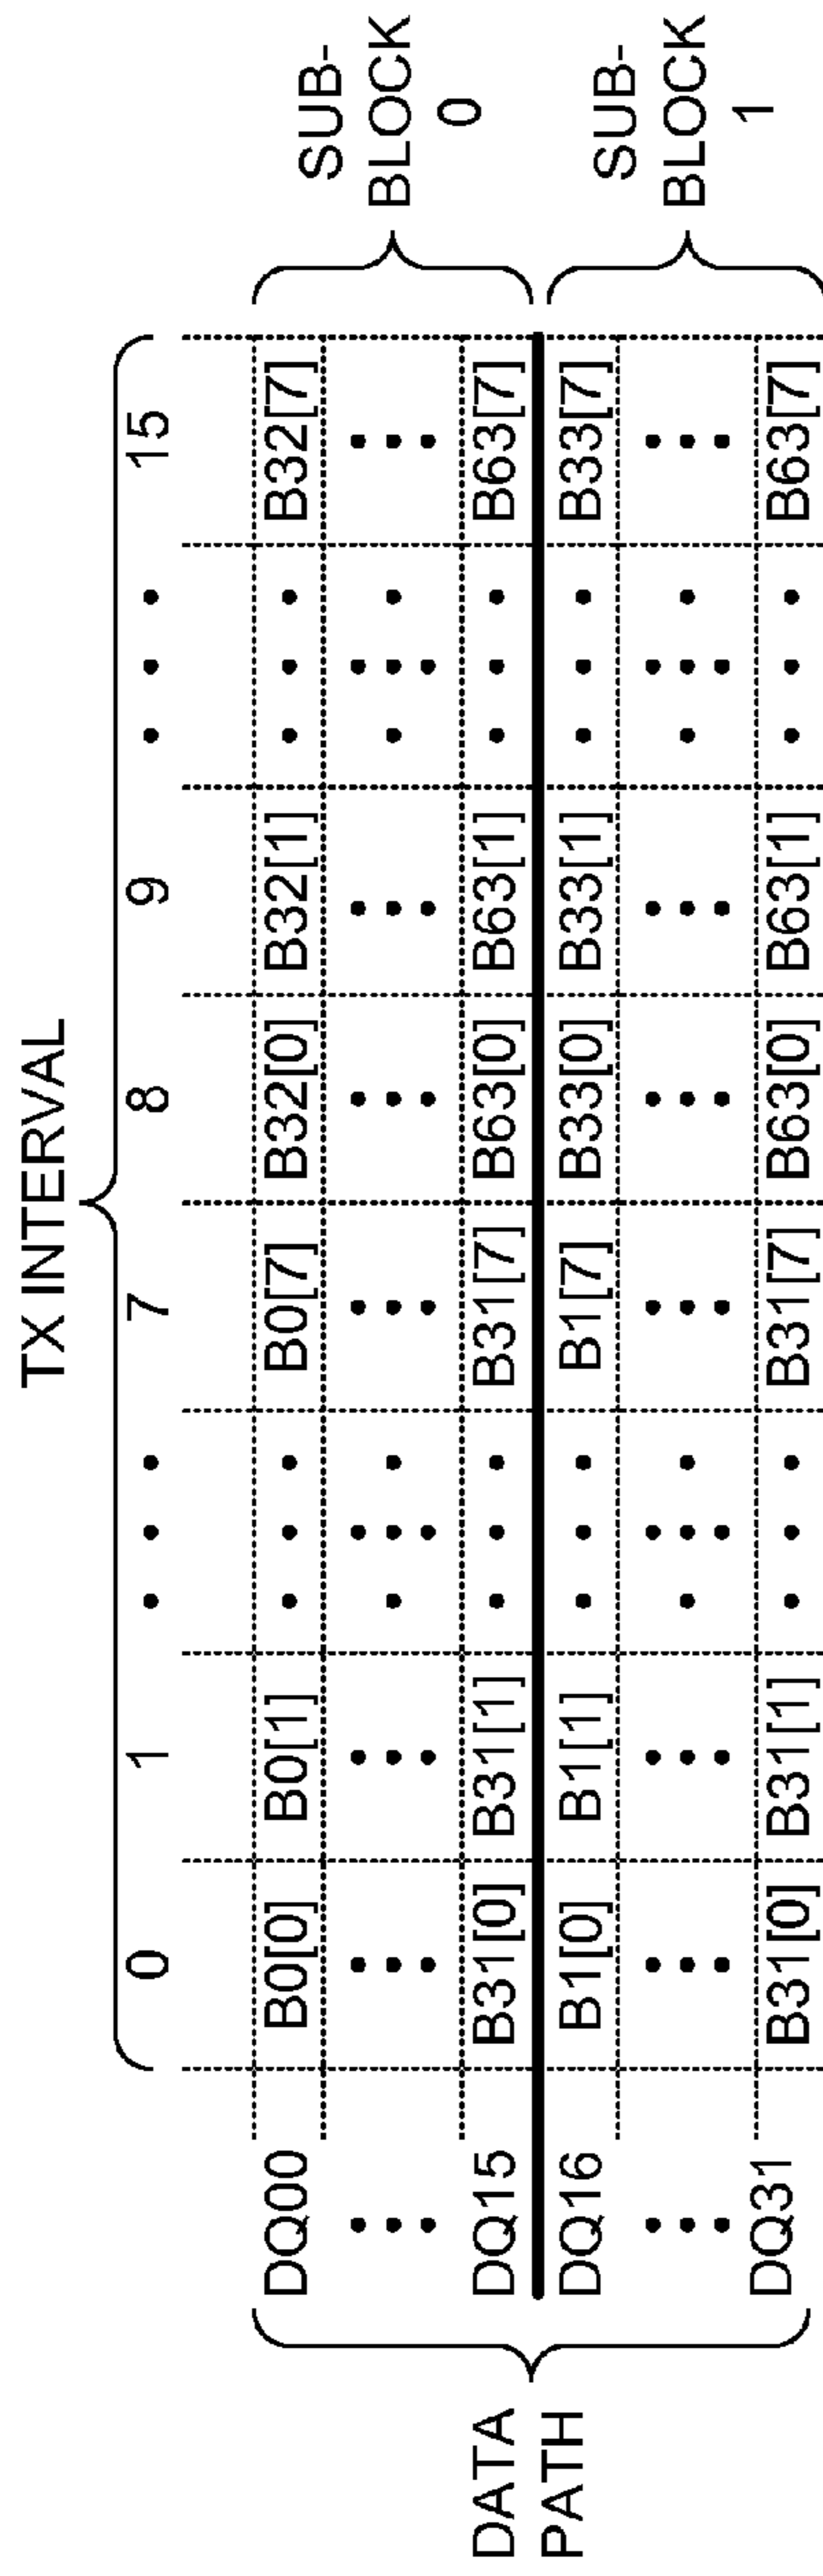 TX INTERVAL
0 1 • • • 7 8 9 • • • 15
DQ00 B0[0] B0[1] • • • B0[7] B32[0] B32[1] • • • B32[7]
• • • • • • • • • • • • • • • • • • • • • • • • • • • • • • • 
DQ15 B31[0] B31[1] • • • B31[7] B63[0] B63[1] • • • B63[7]
DQ16 B1[0] B1[1] • • • B1[7] B33[0] B33[1] • • • B33[7]
• • • • • • • • • • • • • • • • • • • • • • • • • • • • • • • 
DQ31 B31[0] B31[1] • • • B31[7] B63[0] B63[1] • • • B63[7]
DATA
PATH
SUB-
BLOCK
0
SUB-
BLOCK
1